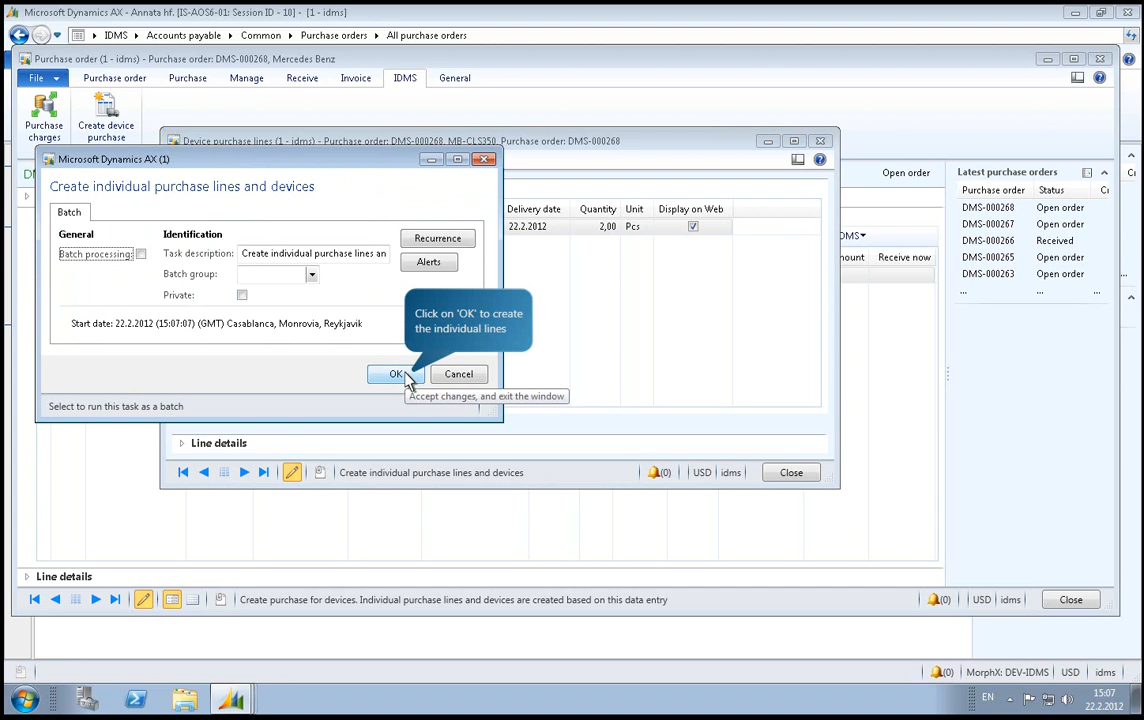 Microsoft Dynamics AX - Annata hf. [IS-AOS6-01: Session ID - 10] - [1 - idms]
IDMS
Accounts payable
Common
Purchase orders
All purchase orders
Purchase order (1 - idms) - Purchase order: DMS-000268, Mercedes Benz
File
Purchase order
Purchase
Manage
Receive
Invoice
IDMS
General
Purchase charges
Create device purchase
Device purchase lines (1 - idms) - Purchase order: DMS-000268, MB-CLS350, Purchase order: DMS-000268
Open order
Latest purchase orders
Purchase order Status
DMS-000268 Open order
DMS-000267 Open order
DMS-000266 Received
DMS-000265 Open order
DMS-000263 Open order
... ...
Microsoft Dynamics AX (1)
Create individual purchase lines and devices
Batch
General
Batch processing:
Identification
Task description: Create individual purchase lines an
Batch group:
Private:
Recurrence
Alerts
Start date: 22.2.2012 (15:07:07) (GMT) Casablanca, Monrovia, Reykjavik
Click on 'OK' to create
the individual lines
OK
Cancel
Accept changes, and exit the window
Select to run this task as a batch
Delivery date Quantity Unit Display on Web
22.2.2012 2,00 Pcs
Receive now
Line details
Create individual purchase lines and devices
(0)
USD
idms
Close
Line details
Create purchase for devices. Individual purchase lines and devices are created based on this data entry
(0)
USD
idms
Close
(0)
MorphX: DEV-IDMS
USD
idms
EN
15:07
22.2.2012